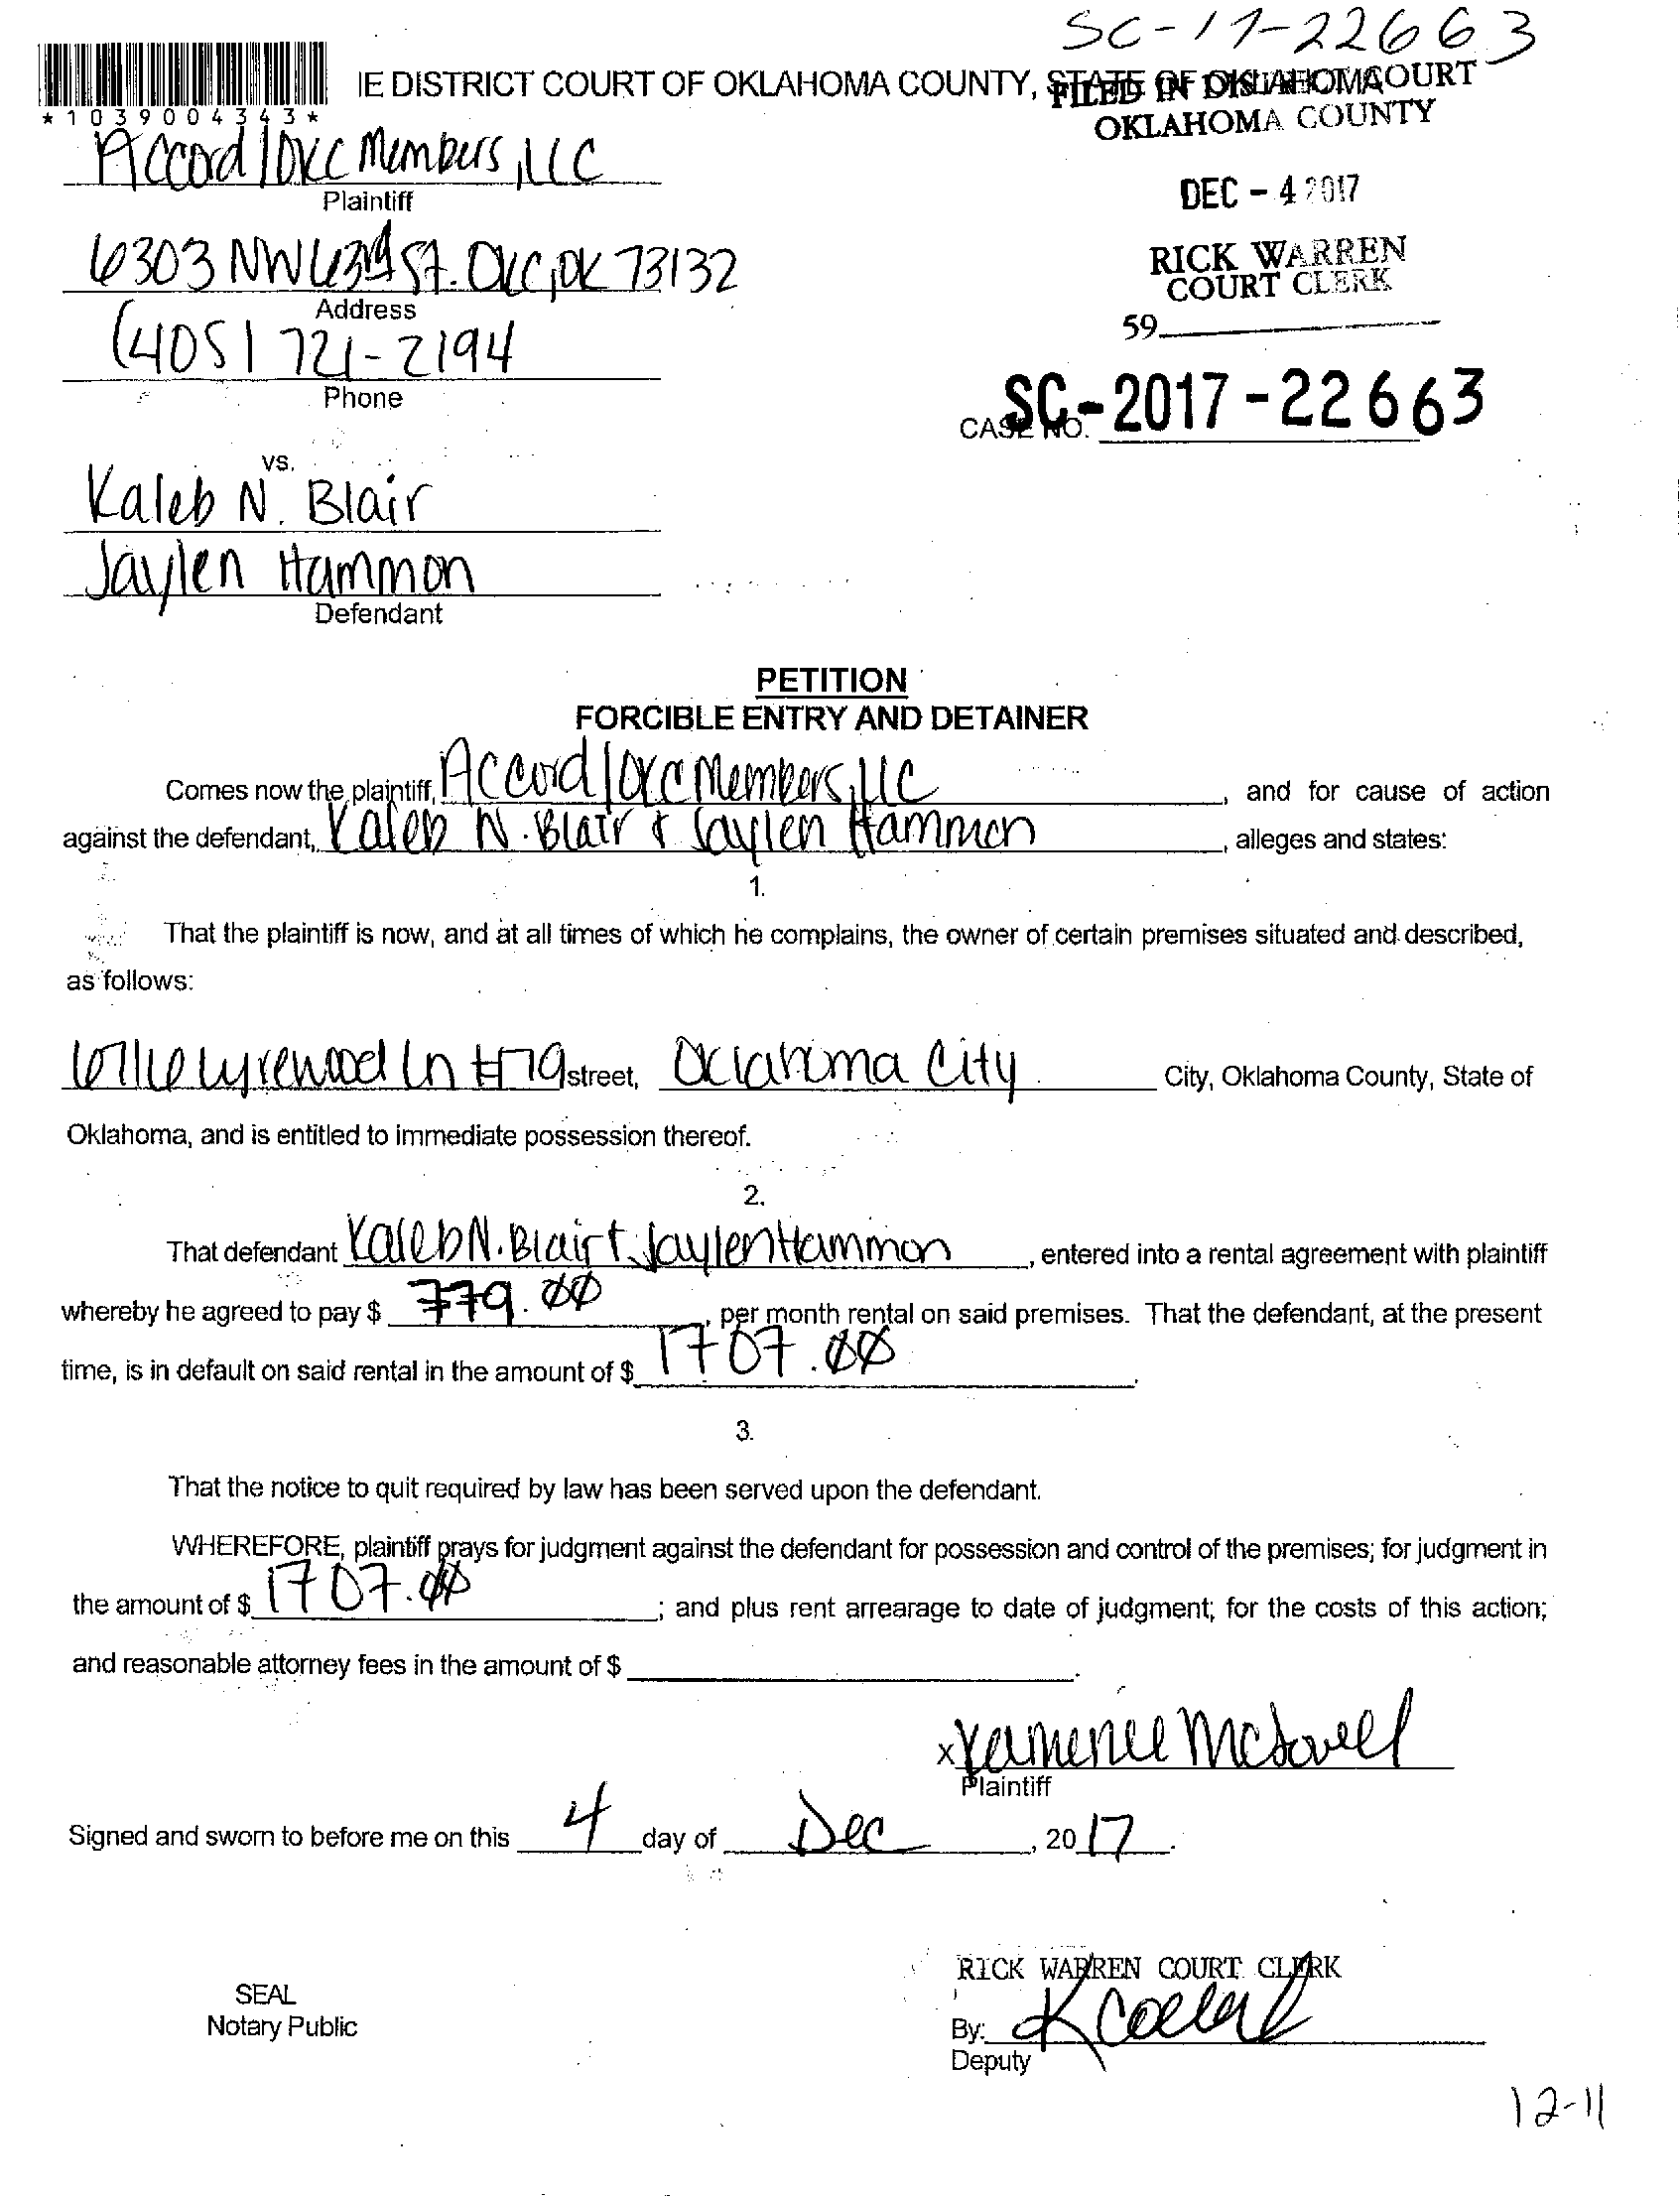 SC-17-22663
IE DISTRICT COURT OF OKLAHOMA COUNTY, STATE OF OKLAHOMA
FILED IN DISTRICT COURT
OKLAHOMA COUNTY
*1039004343*
Accord/OKC Members, LLC
Plaintiff
DEC - 4 2017
6303 NW 63rd St. OKC, OK 73132
Address
RICK WARREN
COURT CLERK
(405) 721-2194
Phone
59
CASE NO. SC-2017-22663
vs.
Kaleb N. Blair
Jaylen Hammon
Defendant
PETITION
FORCIBLE ENTRY AND DETAINER
Comes now the plaintiff, Accord/OKC Members, LLC, and for cause of action
against the defendant, Kaleb N. Blair & Jaylen Hammon, alleges and states:
1.
That the plaintiff is now, and at all times of which he complains, the owner of certain premises situated and described,
as follows:
6716 Lyrewood Ln #79 street, Oklahoma City City, Oklahoma County, State of
Oklahoma, and is entitled to immediate possession thereof.
2.
That defendant Kaleb N. Blair & Jaylen Hammon, entered into a rental agreement with plaintiff
whereby he agreed to pay $ 779.00, per month rental on said premises. That the defendant, at the present
time, is in default on said rental in the amount of $ 1707.00.
3.
That the notice to quit required by law has been served upon the defendant.
WHEREFORE, plaintiff prays for judgment against the defendant for possession and control of the premises; for judgment in
the amount of $ 1707.00; and plus rent arrearage to date of judgment; for the costs of this action;
and reasonable attorney fees in the amount of $ .
x
Plaintiff
Signed and sworn to before me on this 4 day of Dec, 2017.
RICK WARREN COURT CLERK
SEAL
Notary Public
By:
Deputy
12-11